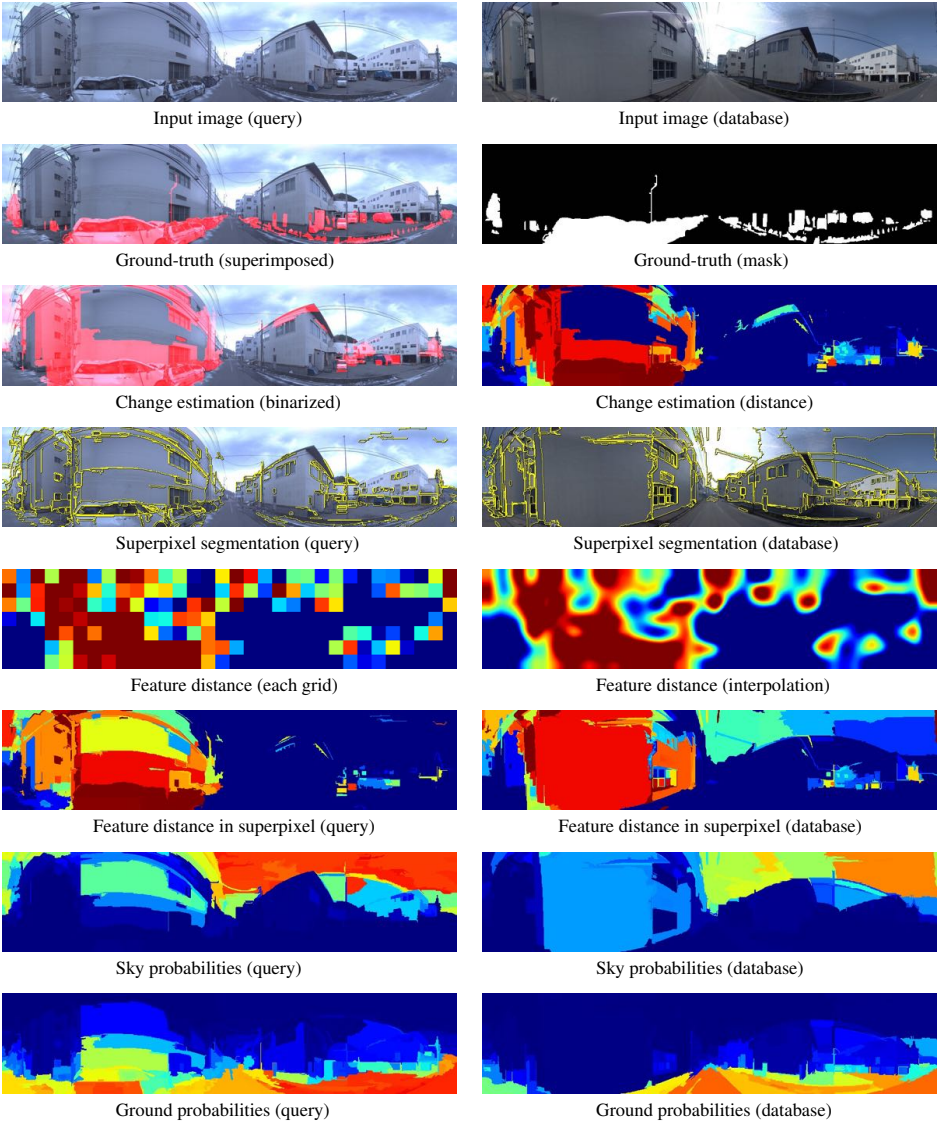 Input image (query)
Input image (database)
Ground-truth (superimposed)
Ground-truth (mask)
Change estimation (binarized)
Change estimation (distance)
Superpixel segmentation (query)
Superpixel segmentation (database)
Feature distance (each grid)
Feature distance (interpolation)
Feature distance in superpixel (query)
Feature distance in superpixel (database)
Sky probabilities (query)
Sky probabilities (database)
Ground probabilities (query)
Ground probabilities (database)